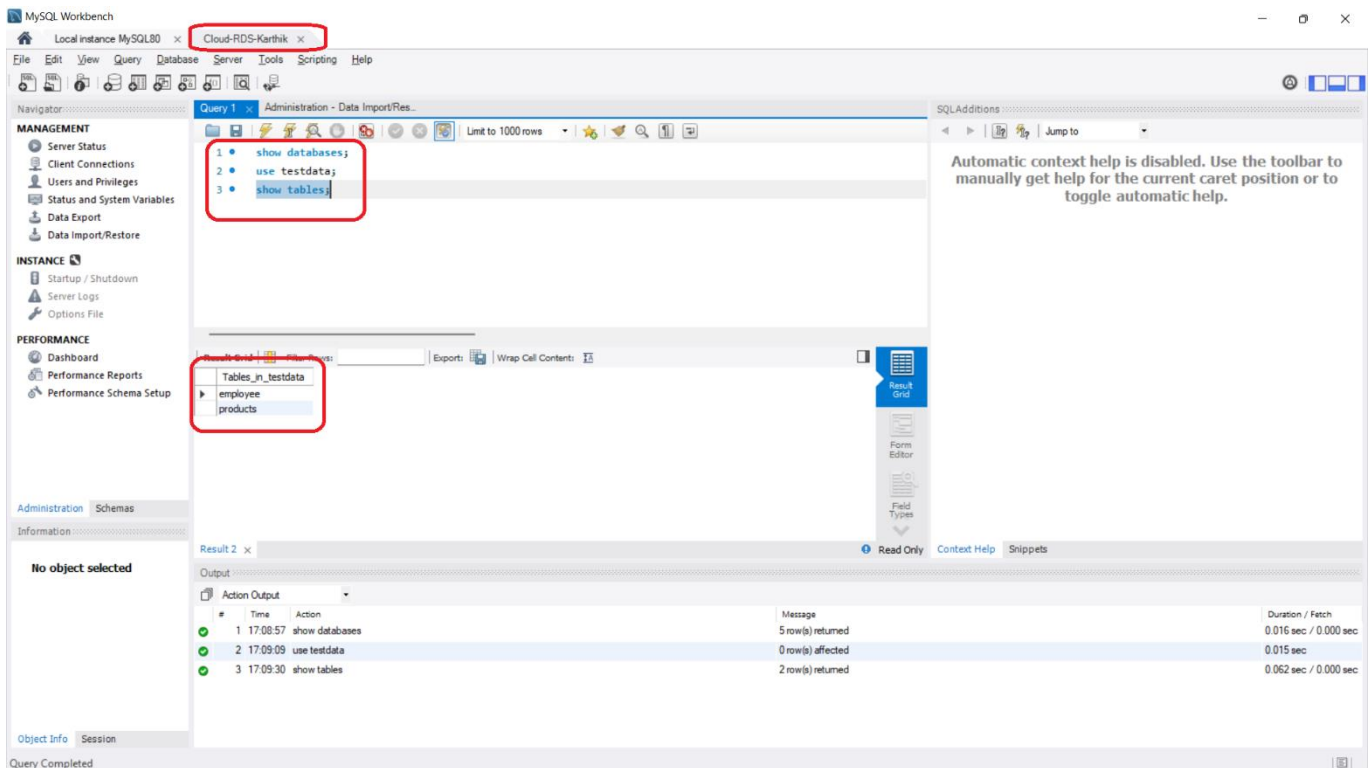 MySQL Workbench
Local instance MySQL80 × Cloud-RDS-Karthik ×
File Edit View Query Database Server Tools Scripting Help
Navigator
MANAGEMENT
Server Status
Client Connections
Users and Privileges
Status and System Variables
Data Export
Data Import/Restore
INSTANCE
Startup / Shutdown
Server Logs
Options File
PERFORMANCE
Dashboard
Performance Reports
Performance Schema Setup
Administration Schemas
Information
No object selected
Object Info Session
Query 1 × Administration - Data Import/Res...
Limit to 1000 rows
1 show databases;
2 use testdata;
3 show tables;
Result Grid Filter Rows: Export: Wrap Cell Content:
Tables_in_testdata
employee
products
Result Grid
Form Editor
Field Types
Result 2 × Read Only
SQLAdditions
Jump to
Automatic context help is disabled. Use the toolbar to
manually get help for the current caret position or to
toggle automatic help.
Context Help Snippets
Output
Action Output
# Time Action Message Duration / Fetch
1 17:08:57 show databases 5 row(s) returned 0.016 sec / 0.000 sec
2 17:09:09 use testdata 0 row(s) affected 0.015 sec
3 17:09:30 show tables 2 row(s) returned 0.062 sec / 0.000 sec
Query Completed